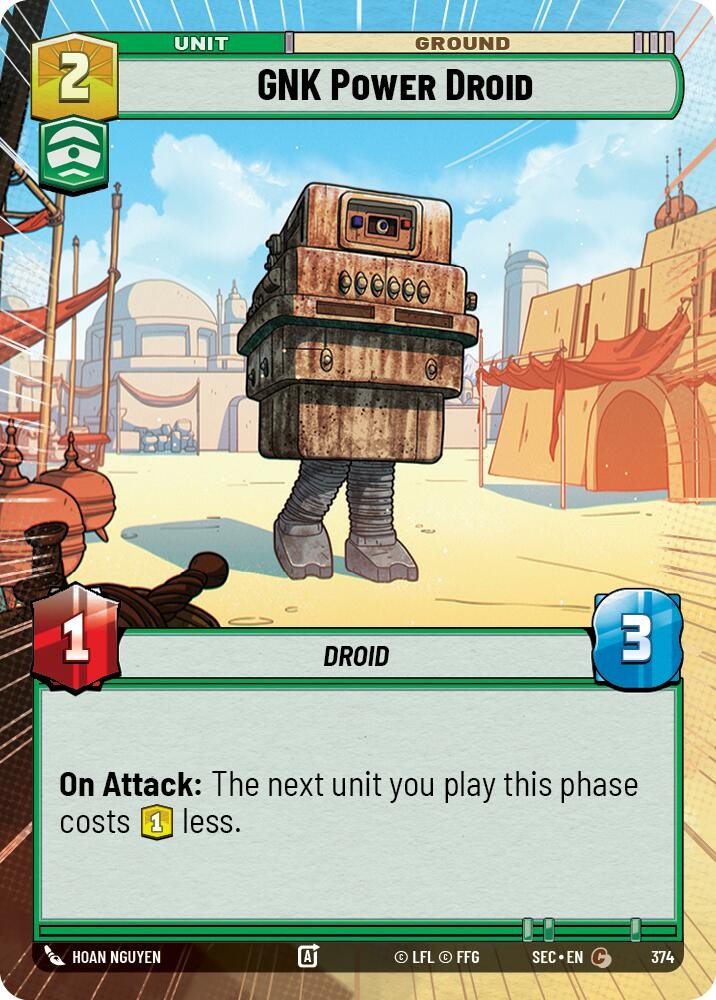 UNIT
GROUND
2
GNK POWER DROID
1
DROID
3
On Attack: The next unit you play this phase
costs 1 less.
HOAN NGUYEN
A
© LFL © FFG
SEC•EN
C
374